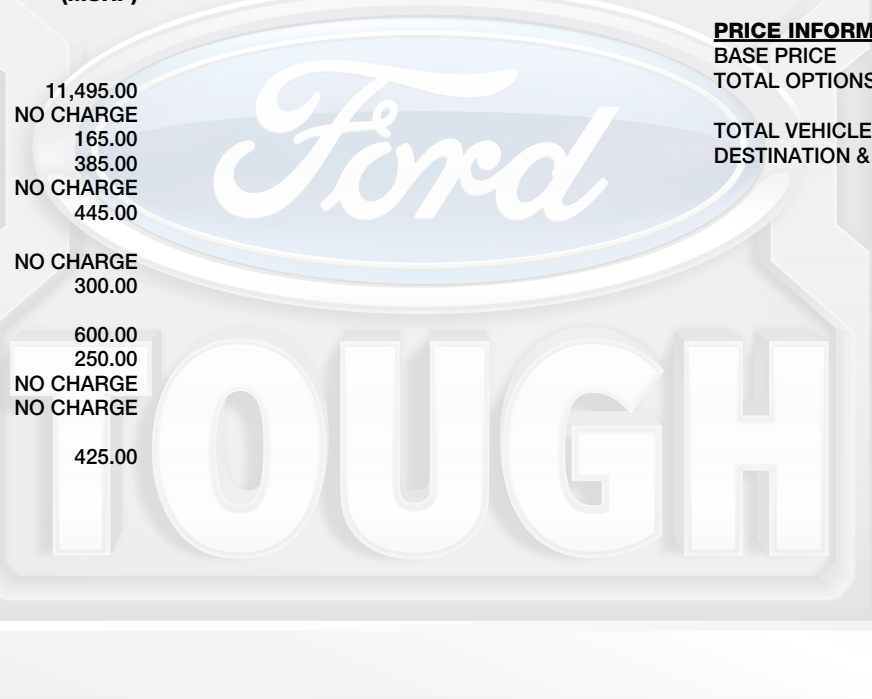 (MSRP)
11,495.00
NO CHARGE
165.00
385.00
NO CHARGE
445.00
NO CHARGE
300.00
600.00
250.00
NO CHARGE
NO CHARGE
425.00
PRICE INFORM
BASE PRICE
TOTAL OPTIONS
TOTAL VEHICLE
DESTINATION &
Ford
TOUGH